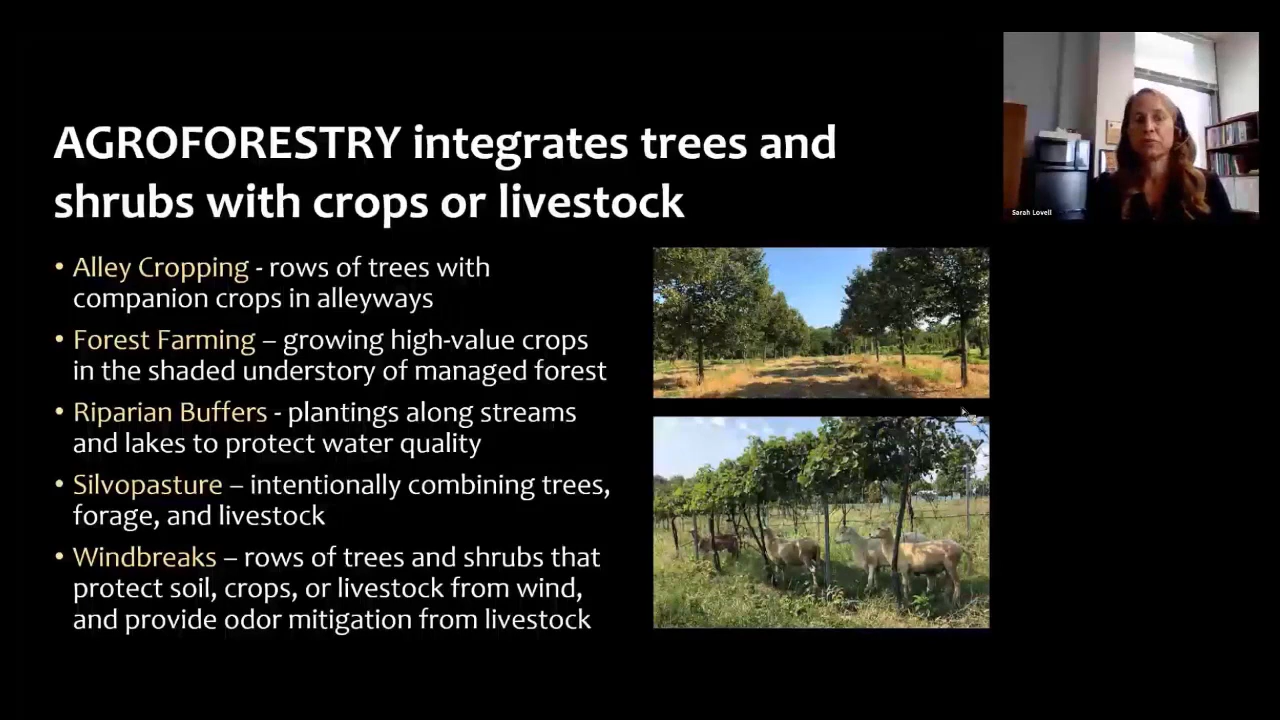 AGROFORESTRY integrates trees and
shrubs with crops or livestock
• Alley Cropping - rows of trees with
companion crops in alleyways
• Forest Farming – growing high-value crops
in the shaded understory of managed forest
• Riparian Buffers - plantings along streams
and lakes to protect water quality
• Silvopasture – intentionally combining trees,
forage, and livestock
• Windbreaks – rows of trees and shrubs that
protect soil, crops, or livestock from wind,
and provide odor mitigation from livestock
Sarah Lovell